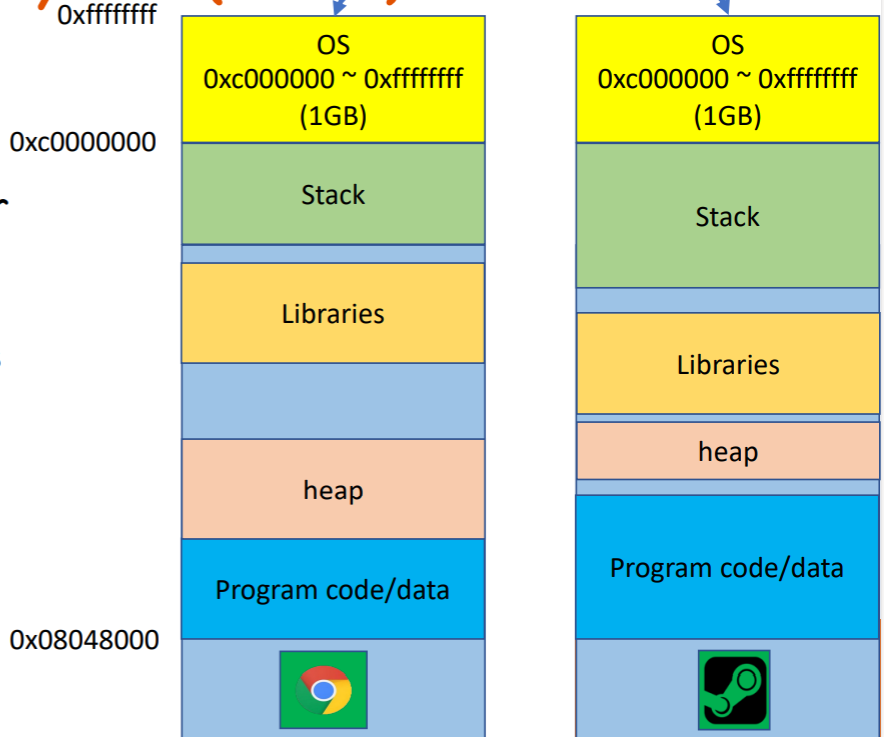 0xffffffff
OS
0xc000000 ~ 0xffffffff
(1GB)
OS
0xc000000 ~ 0xffffffff
(1GB)
0xc0000000
Stack
Stack
Libraries
Libraries
heap
heap
Program code/data
Program code/data
0x08048000